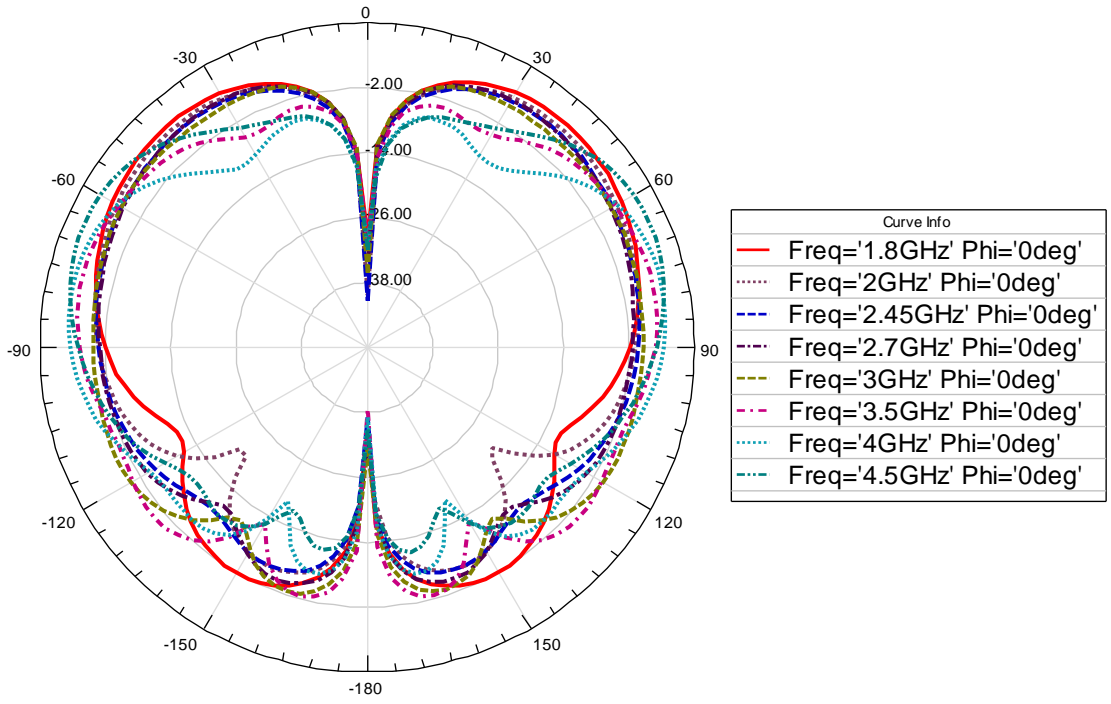 0
-30
30
-2.00
-60
60
-26.00
-38.00
-90
90
-120
120
-150
150
-180
Curve Info
Freq='1.8GHz' Phi='0deg'
Freq='2GHz' Phi='0deg'
Freq='2.45GHz' Phi='0deg'
Freq='2.7GHz' Phi='0deg'
Freq='3GHz' Phi='0deg'
Freq='3.5GHz' Phi='0deg'
Freq='4GHz' Phi='0deg'
Freq='4.5GHz' Phi='0deg'